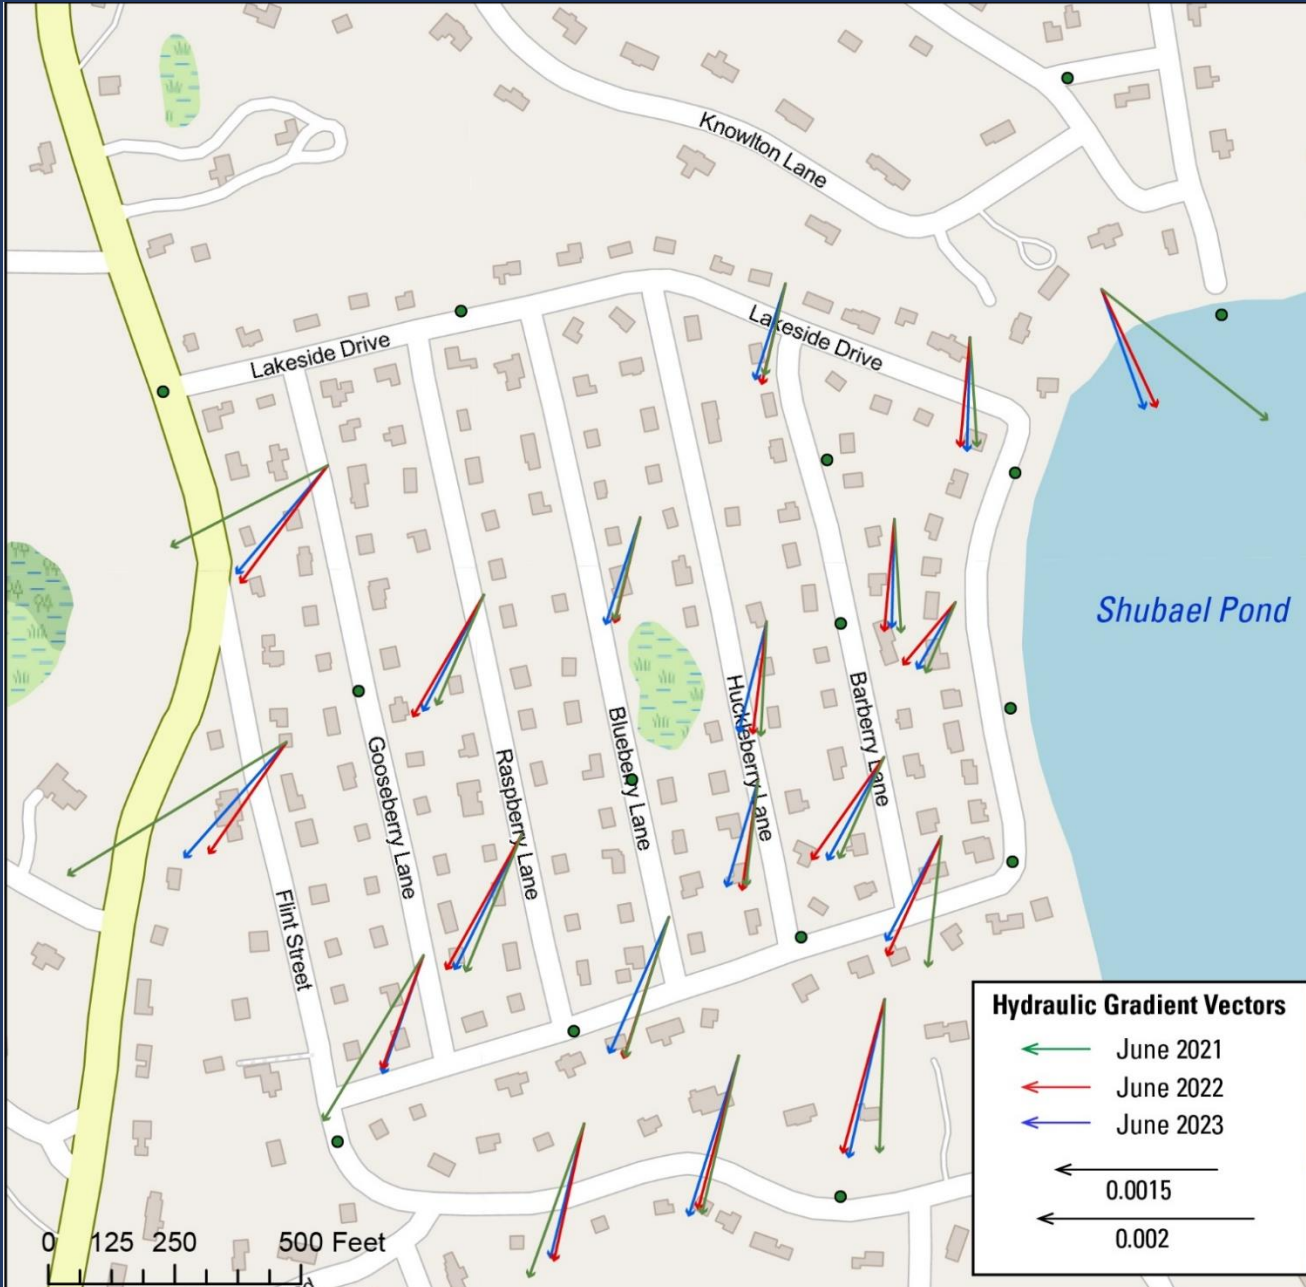 Knowlton Lane
Lakeside Drive
Lakeside Drive
Shubael Pond
Gooseberry Lane
Raspberry Lane
Blueberry Lane
Huckleberry Lane
Barberry Lane
Flint Street
Hydraulic Gradient Vectors
June 2021
June 2022
June 2023
0.0015
0.002
0 125 250 500 Feet